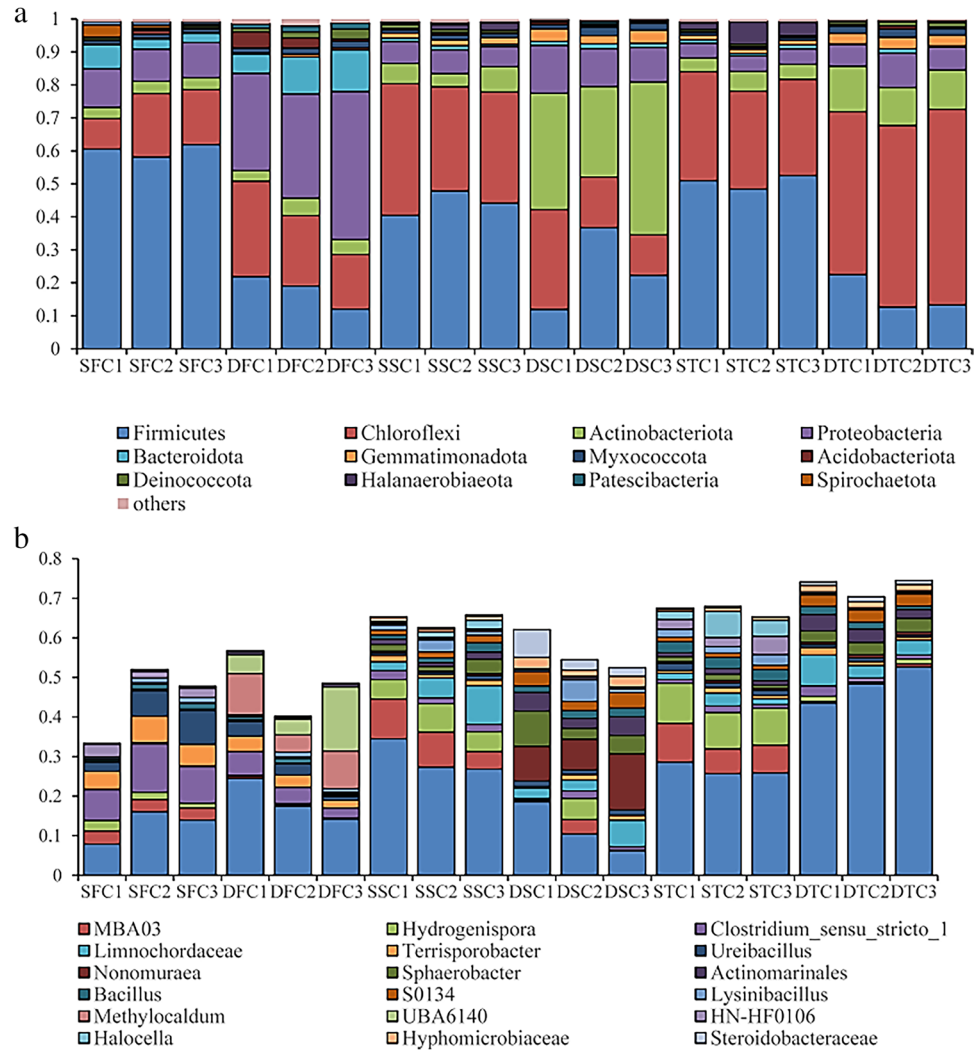 a
1
0.9
0.8
0.7
0.6
0.5
0.4
0.3
0.2
0.1
0
SFC1 SFC2 SFC3 DFC1 DFC2 DFC3 SSC1 SSC2 SSC3 DSC1 DSC2 DSC3 STC1 STC2 STC3 DTC1 DTC2 DTC3
Firmicutes Chloroflexi Actinobacteriota Proteobacteria
Bacteroidota Gemmatimonadota Myxococcota Acidobacteriota
Deinococcota Halanaerobiaeota Patescibacteria Spirochaetota
others
b
0.8
0.7
0.6
0.5
0.4
0.3
0.2
0.1
0
SFC1 SFC2 SFC3 DFC1 DFC2 DFC3 SSC1 SSC2 SSC3 DSC1 DSC2 DSC3 STC1 STC2 STC3 DTC1 DTC2 DTC3
MBA03 Hydrogenispora Clostridium_sensu_stricto_1
Limnochordaceae Terrisporobacter Ureibacillus
Nonomuraea Sphaerobacter Actinomarinales
Bacillus S0134 Lysinibacillus
Methylocaldum UBA6140 HN-HF0106
Halocella Hyphomicrobiaceae Steroidobacteraceae